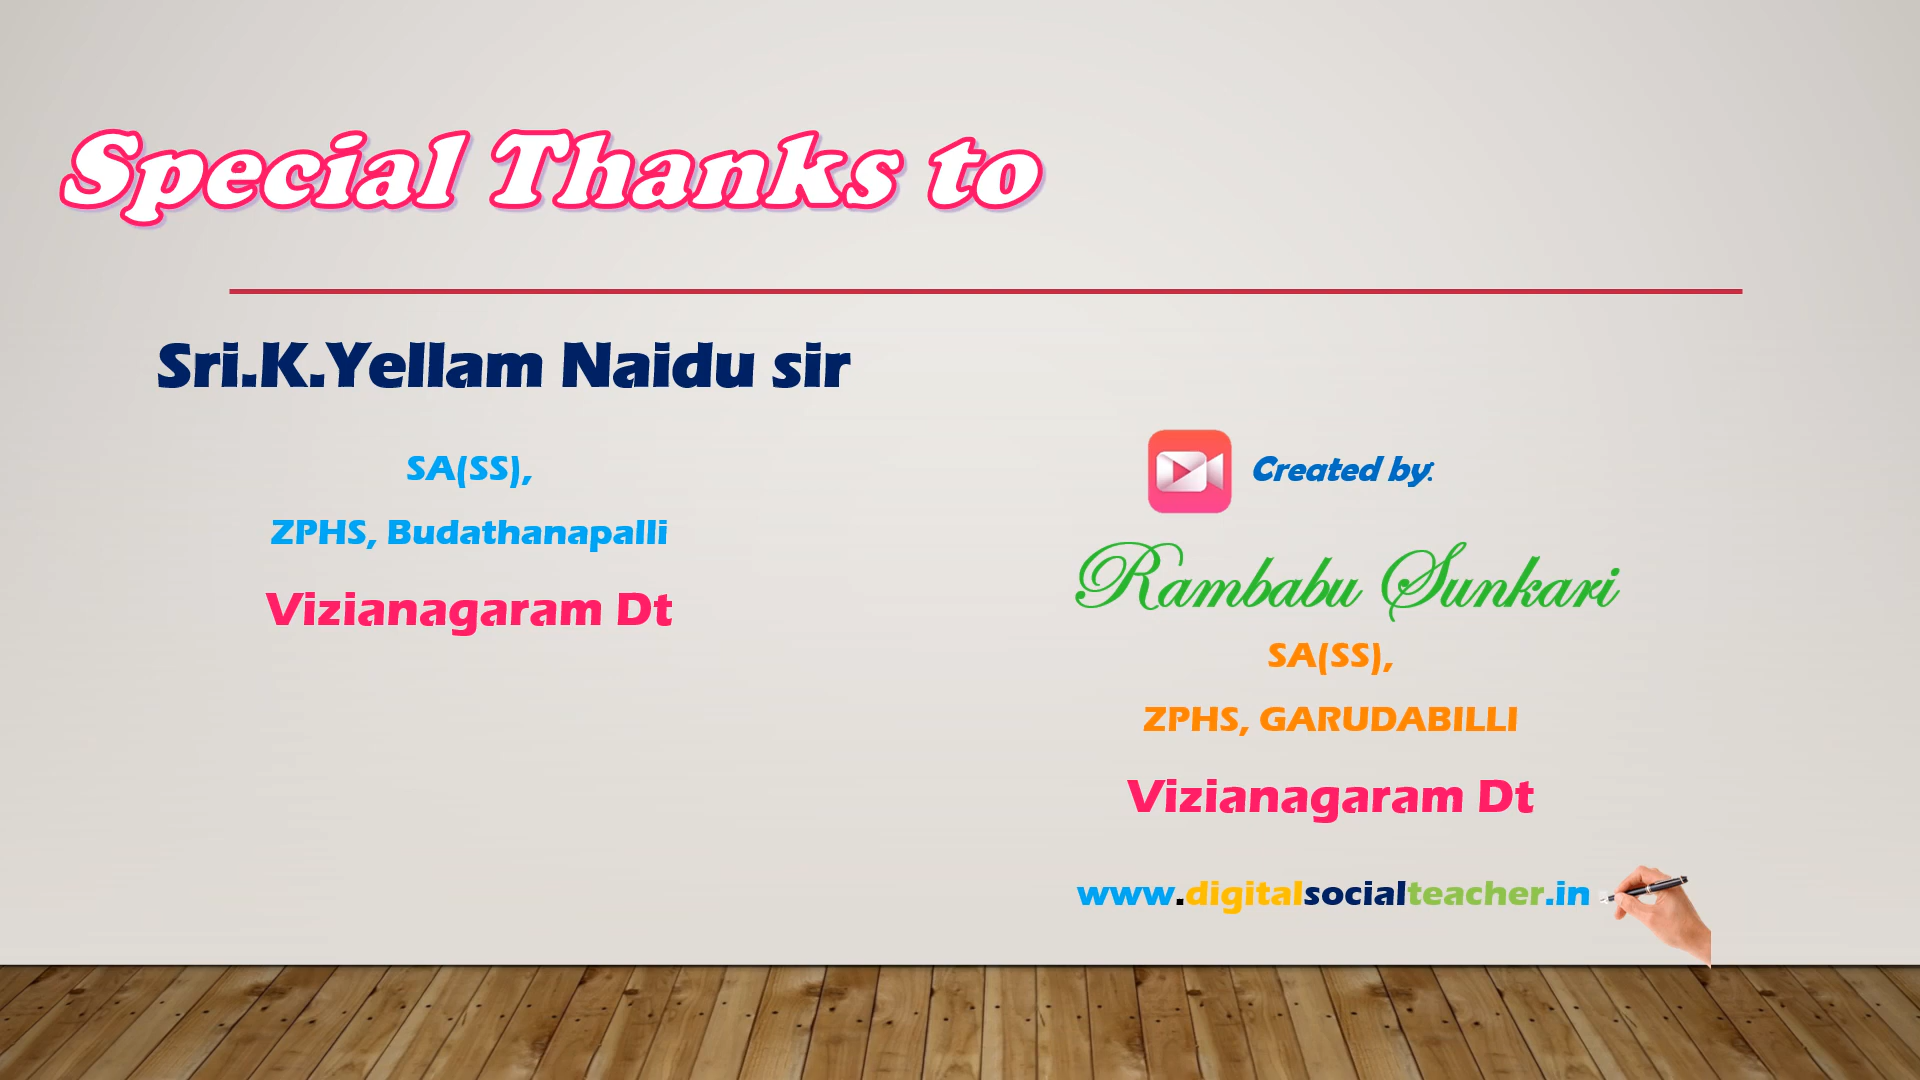 Special Thanks to
Sri.K.Yellam Naidu sir
SA(SS),
ZPHS, Budathanapalli
Vizianagaram Dt
Created by:
Rambabu Sunkari
SA(SS),
ZPHS, GARUDABILLI
Vizianagaram Dt
www.digitalsocialteacher.in